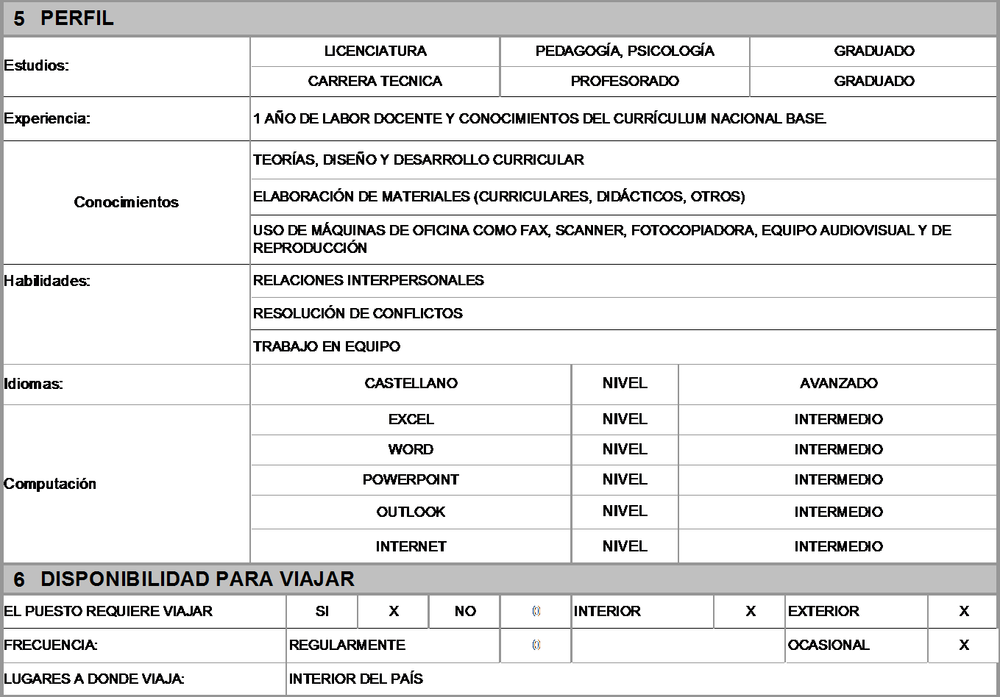 5 PERFIL
Estudios: LICENCIATURA PEDAGOGÍA, PSICOLOGÍA GRADUADO
CARRERA TECNICA PROFESORADO GRADUADO
Experiencia: 1 AÑO DE LABOR DOCENTE Y CONOCIMIENTOS DEL CURRÍCULUM NACIONAL BASE.
Conocimientos
TEORÍAS, DISEÑO Y DESARROLLO CURRICULAR
ELABORACIÓN DE MATERIALES (CURRICULARES, DIDÁCTICOS, OTROS)
USO DE MÁQUINAS DE OFICINA COMO FAX, SCANNER, FOTOCOPIADORA, EQUIPO AUDIOVISUAL Y DE
REPRODUCCIÓN
Habilidades: RELACIONES INTERPERSONALES
RESOLUCIÓN DE CONFLICTOS
TRABAJO EN EQUIPO
Idiomas: CASTELLANO NIVEL AVANZADO
Computación
EXCEL NIVEL INTERMEDIO
WORD NIVEL INTERMEDIO
POWERPOINT NIVEL INTERMEDIO
OUTLOOK NIVEL INTERMEDIO
INTERNET NIVEL INTERMEDIO
6 DISPONIBILIDAD PARA VIAJAR
EL PUESTO REQUIERE VIAJAR SI X NO 0 INTERIOR X EXTERIOR X
FRECUENCIA: REGULARMENTE 0 OCASIONAL X
LUGARES A DONDE VIAJA: INTERIOR DEL PAÍS